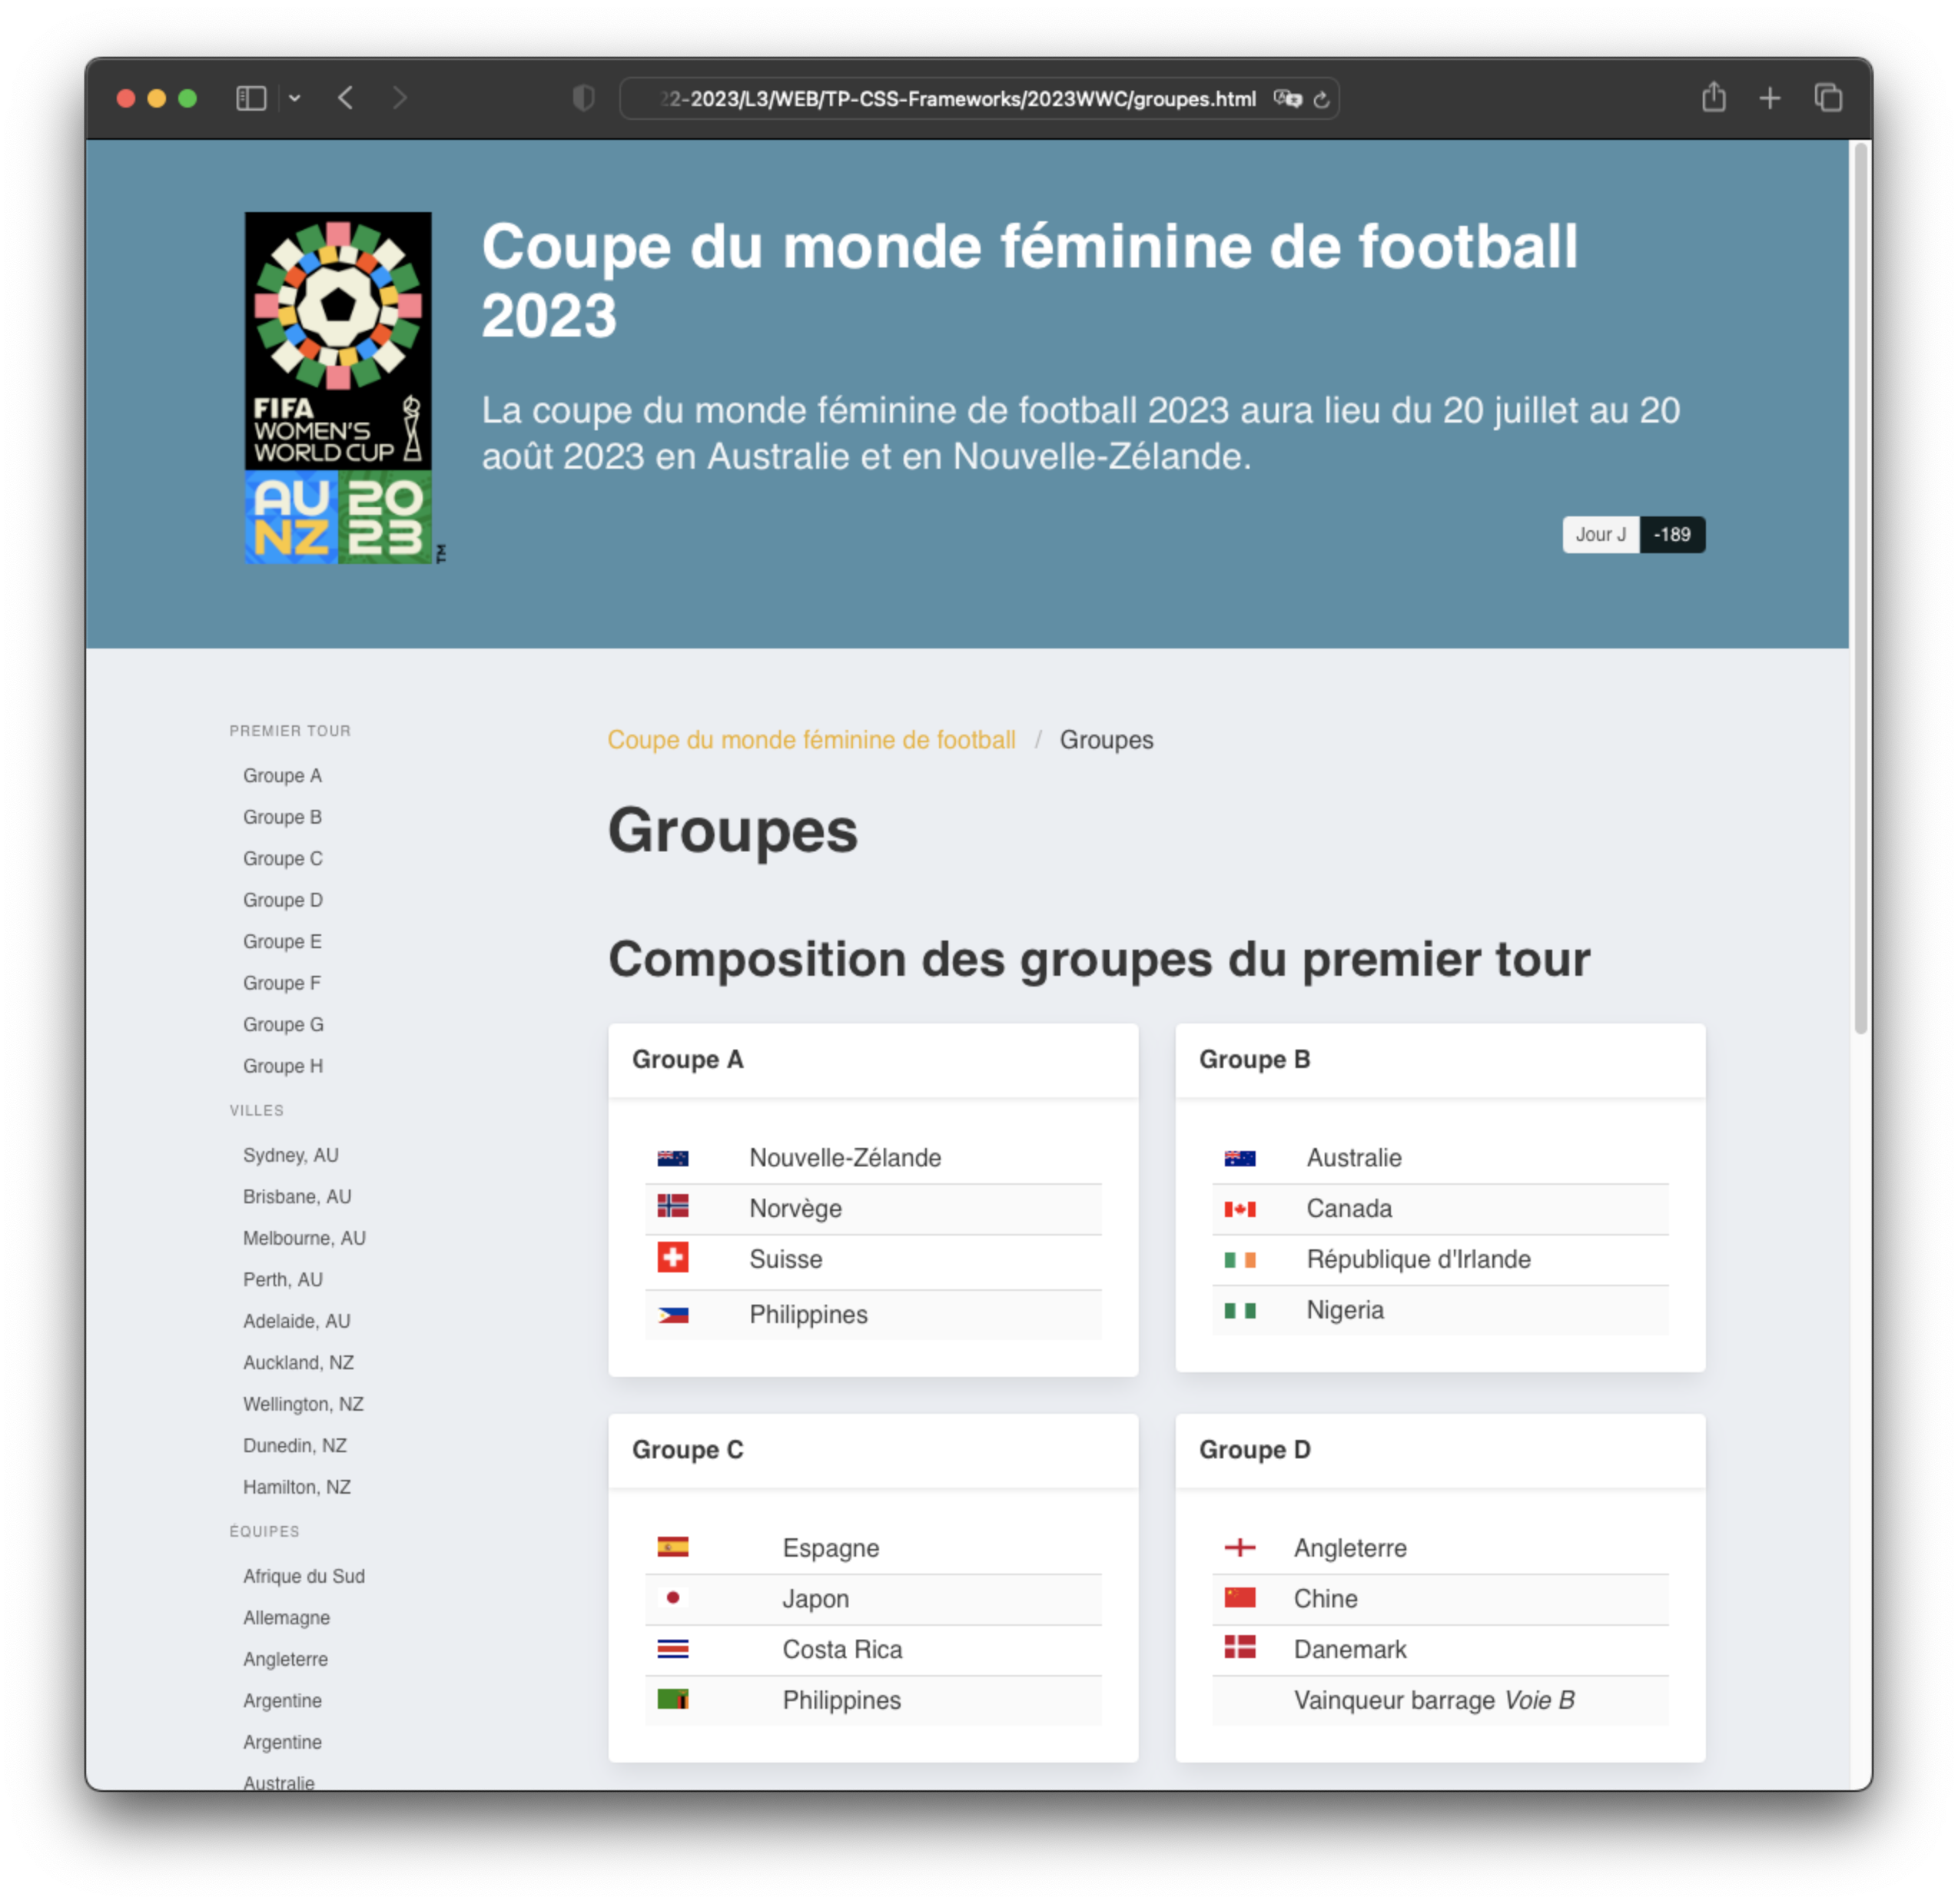 22-2023/L3/WEB/TP-CSS-Frameworks/2023WWC/groupes.html
FIFA
WOMEN'S
WORLD CUP
AU 20
NZ 23
TM
Coupe du monde féminine de football
2023
La coupe du monde féminine de football 2023 aura lieu du 20 juillet au 20
août 2023 en Australie et en Nouvelle-Zélande.
Jour J -189
PREMIER TOUR
Groupe A
Groupe B
Groupe C
Groupe D
Groupe E
Groupe F
Groupe G
Groupe H
VILLES
Sydney, AU
Brisbane, AU
Melbourne, AU
Perth, AU
Adelaide, AU
Auckland, NZ
Wellington, NZ
Dunedin, NZ
Hamilton, NZ
ÉQUIPES
Afrique du Sud
Allemagne
Angleterre
Argentine
Argentine
Australie
Coupe du monde féminine de football / Groupes
Groupes
Composition des groupes du premier tour
Groupe A
Nouvelle-Zélande
Norvège
Suisse
Philippines
Groupe B
Australie
Canada
République d'Irlande
Nigeria
Groupe C
Espagne
Japon
Costa Rica
Philippines
Groupe D
Angleterre
Chine
Danemark
Vainqueur barrage Voie B